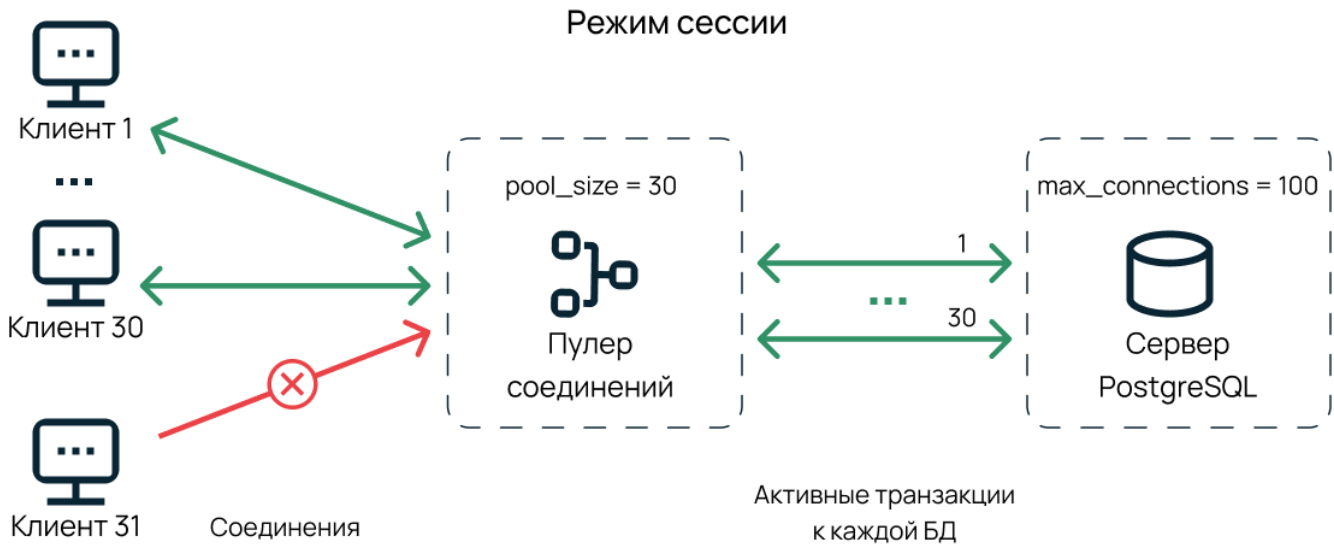 Режим сессии
Клиент 1
...
Клиент 30
Клиент 31
Соединения
pool_size = 30
Пулер
соединений
1
...
30
Активные транзакции
к каждой БД
max_connections = 100
Сервер
PostgreSQL